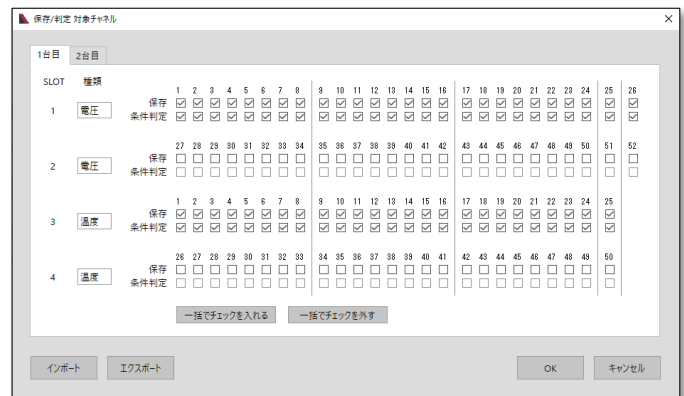 保存/判定 対象チャネル
1台目 2台目
SLOT 種類
1 2 3 4 5 6 7 8 9 10 11 12 13 14 15 16 17 18 19 20 21 22 23 24 25 26
保存
1 電圧
条件判定
27 28 29 30 31 32 33 34 35 36 37 38 39 40 41 42 43 44 45 46 47 48 49 50 51 52
保存
2 電圧
条件判定
1 2 3 4 5 6 7 8 9 10 11 12 13 14 15 16 17 18 19 20 21 22 23 24 25
保存
3 温度
条件判定
26 27 28 29 30 31 32 33 34 35 36 37 38 39 40 41 42 43 44 45 46 47 48 49 50
保存
4 温度
条件判定
一括でチェックを入れる 一括でチェックを外す
インポート エクスポート OK キャンセル